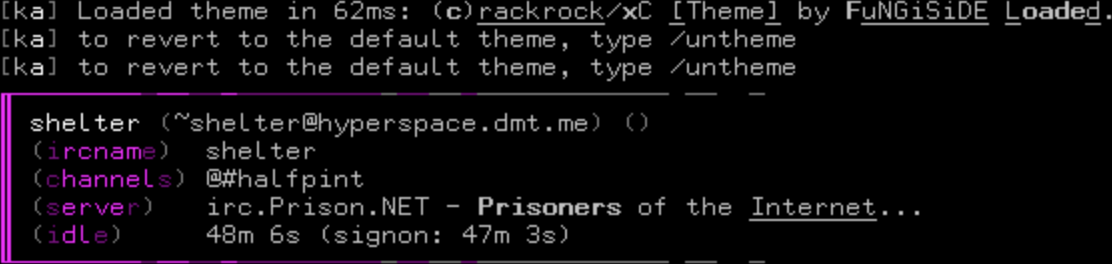 [ka] Loaded theme in 62ms: (c)rackrock/xC [Theme] by FuNGiSiDE Loaded.
[ka] to revert to the default theme, type /untheme
[ka] to revert to the default theme, type /untheme
shelter (~shelter@hyperspace.dmt.me) ()
(ircname) shelter
(channels) @#halfpint
(server) irc.Prison.NET - Prisoners of the Internet...
(idle) 48m 6s (signon: 47m 3s)